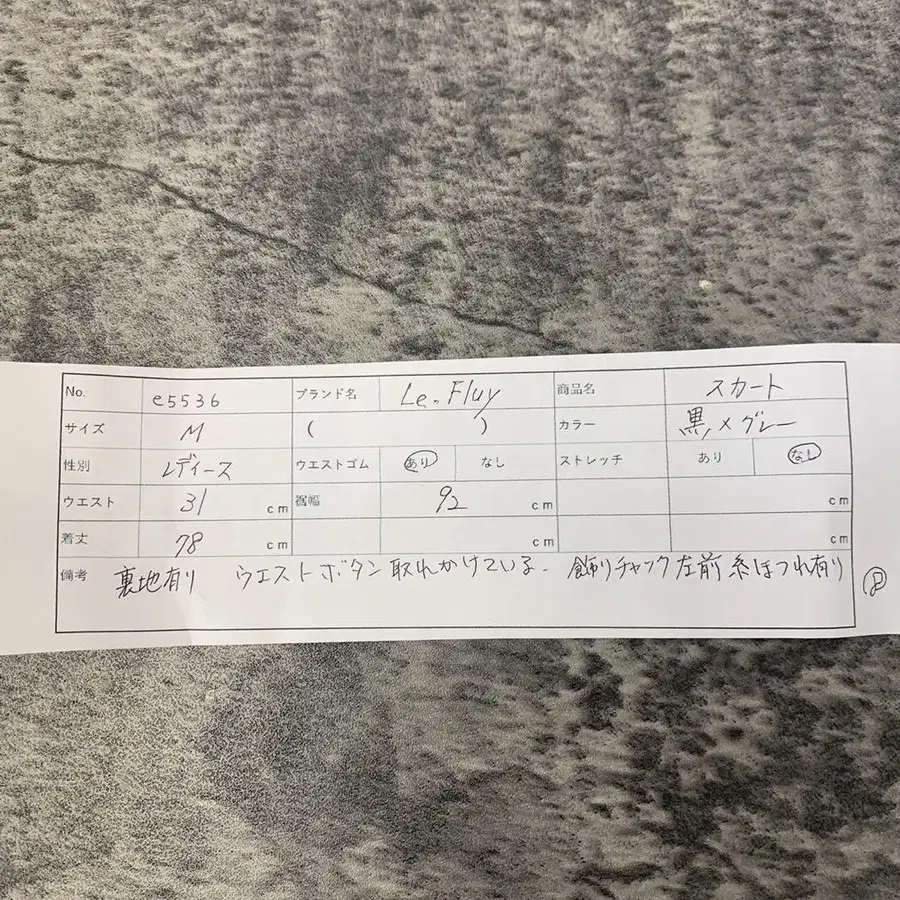 No. e5536 ブランド名 Le.Fluy 商品名 スカート
サイズ M ( ) カラー 黒×グレー
性別 レディース ウエストゴム あり なし ストレッチ あり なし
ウエスト 31 cm 裾幅 92 cm cm
着丈 78 cm cm cm
備考 裏地有り ウエストボタン取れかけている. 飾りチャック左前糸ほつれ有り
8